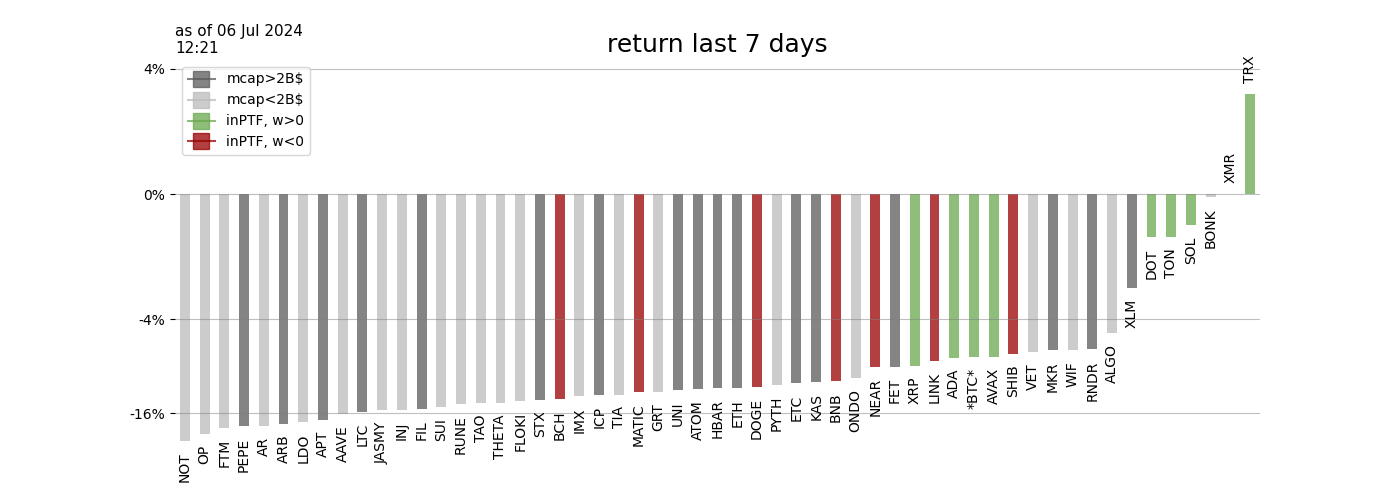 as of 06 Jul 2024
12:21
return last 7 days
4%
0%
-4%
-16%
mcap>2B$
mcap<2B$
inPTF, w>0
inPTF, w<0
NOT
OP
FTM
PEPE
AR
ARB
LDO
APT
AAVE
LTC
JASMY
INJ
FIL
SUI
RUNE
TAO
THETA
FLOKI
STX
BCH
IMX
ICP
TIA
MATIC
GRT
UNI
ATOM
HBAR
ETH
DOGE
PYTH
ETC
KAS
BNB
ONDO
NEAR
FET
XRP
LINK
ADA
*BTC*
AVAX
SHIB
VET
MKR
WIF
RNDR
ALGO
XLM
DOT
TON
SOL
BONK
XMR
TRX